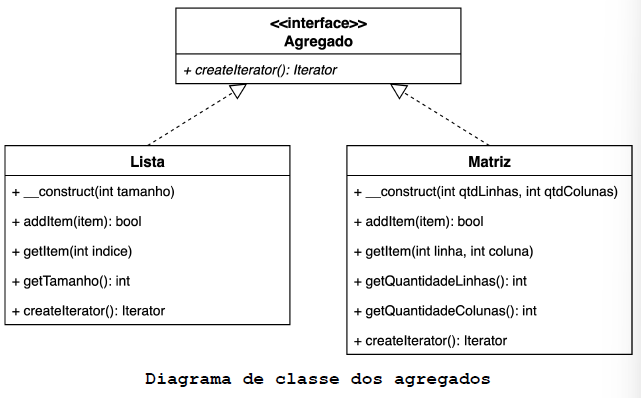 <<interface>>
Agregado
+ createIterator(): Iterator
Lista
+ __construct(int tamanho)
+ addItem(item): bool
+ getItem(int indice)
+ getTamanho(): int
+ createIterator(): Iterator
Matriz
+ __construct(int qtdLinhas, int qtdColunas)
+ addItem(item): bool
+ getItem(int linha, int coluna)
+ getQuantidadeLinhas(): int
+ getQuantidadeColunas(): int
+ createIterator(): Iterator
Diagrama de classe dos agregados